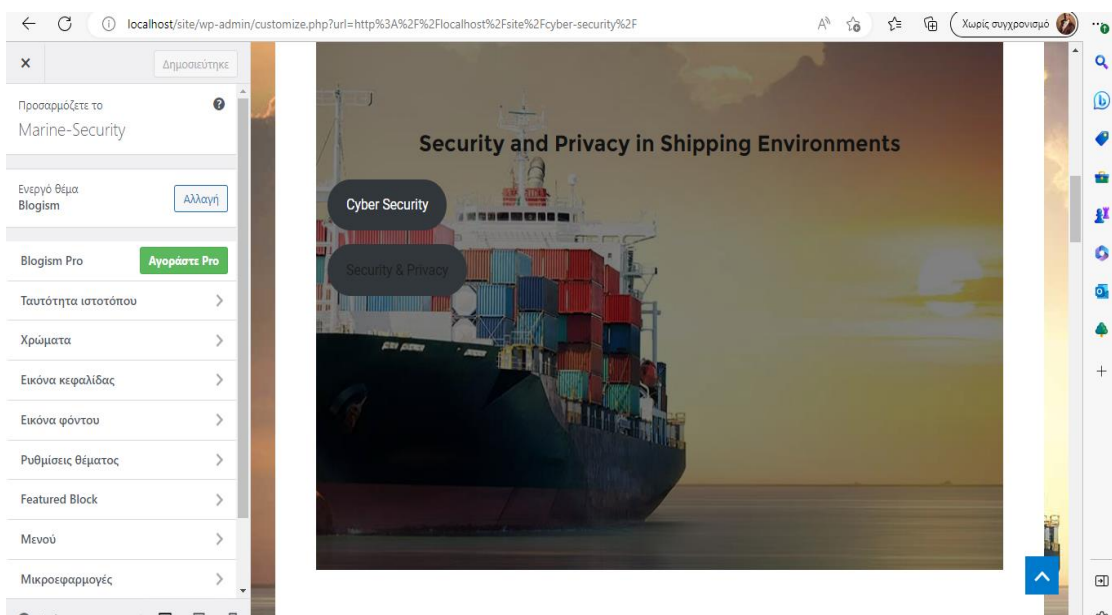 localhost/site/wp-admin/customize.php?url=http%3A%2F%2Flocalhost%2Fsite%2Fcyber-security%2F
Χωρίς συγχρονισμό
Δημοσιεύτηκε
Προσαρμόζετε το
Marine-Security
Ενεργό θέμα
Blogism
Αλλαγή
Blogism Pro
Αγοράστε Pro
Ταυτότητα ιστοτόπου
Χρώματα
Εικόνα κεφαλίδας
Εικόνα φόντου
Ρυθμίσεις θέματος
Featured Block
Μενού
Μικροεφαρμογές
Security and Privacy in Shipping Environments
Cyber Security
Security & Privacy